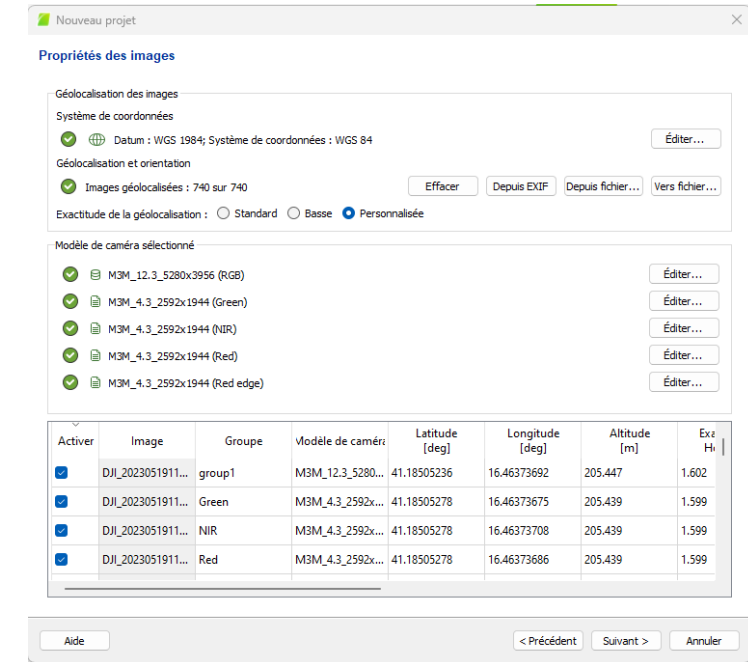 Nouveau projet
Propriétés des images
Géolocalisation des images
Système de coordonnées
Datum : WGS 1984; Système de coordonnées : WGS 84
Éditer...
Géolocalisation et orientation
Images géolocalisées : 740 sur 740
Effacer
Depuis EXIF
Depuis fichier...
Vers fichier...
Exactitude de la géolocalisation :
Standard
Basse
Personnalisée
Modèle de caméra sélectionné
M3M_12.3_5280x3956 (RGB)
Éditer...
M3M_4.3_2592x1944 (Green)
Éditer...
M3M_4.3_2592x1944 (NIR)
Éditer...
M3M_4.3_2592x1944 (Red)
Éditer...
M3M_4.3_2592x1944 (Red edge)
Éditer...
Activer Image Groupe Modèle de caméra Latitude [deg] Longitude [deg] Altitude [m] Exa Ho
DJI_2023051911... group1 M3M_12.3_5280... 41.18505236 16.46373692 205.447 1.602
DJI_2023051911... Green M3M_4.3_2592x... 41.18505278 16.46373675 205.439 1.599
DJI_2023051911... NIR M3M_4.3_2592x... 41.18505278 16.46373708 205.439 1.599
DJI_2023051911... Red M3M_4.3_2592x... 41.18505278 16.46373686 205.439 1.599
Aide
< Précédent
Suivant >
Annuler